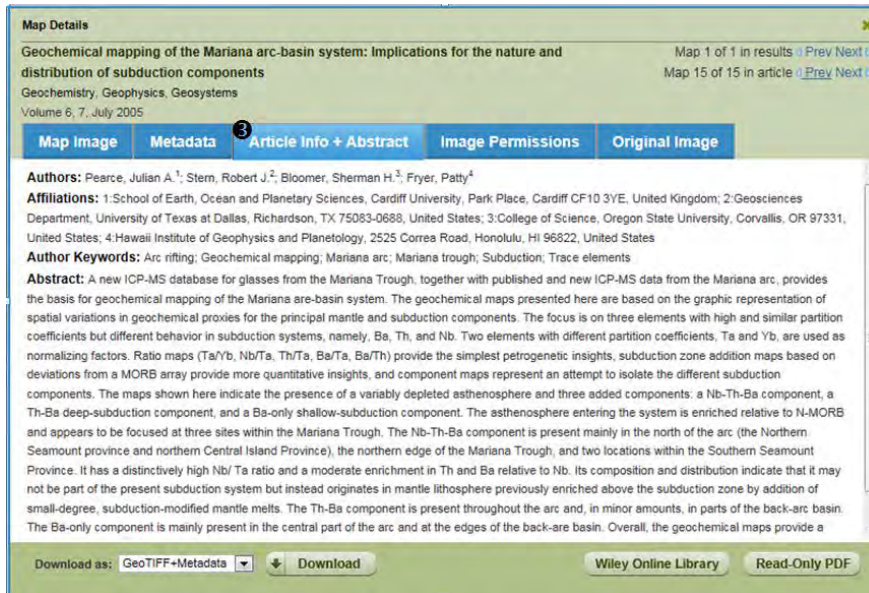 Map Details
Geochemical mapping of the Mariana arc-basin system: Implications for the nature and
distribution of subduction components
Geochemistry, Geophysics, Geosystems
Volume 6, 7, July 2005
Map 1 of 1 in results Prev Next
Map 15 of 15 in article Prev Next
Map Image Metadata ❸ Article Info + Abstract Image Permissions Original Image
Authors: Pearce, Julian A.1; Stern, Robert J.2; Bloomer, Sherman H.3; Fryer, Patty4
Affiliations: 1:School of Earth, Ocean and Planetary Sciences, Cardiff University, Park Place, Cardiff CF10 3YE, United Kingdom; 2:Geosciences
Department, University of Texas at Dallas, Richardson, TX 75083-0688, United States; 3:College of Science, Oregon State University, Corvallis, OR 97331,
United States; 4:Hawaii Institute of Geophysics and Planetology, 2525 Correa Road, Honolulu, HI 96822, United States
Author Keywords: Arc rifting; Geochemical mapping; Mariana arc; Mariana trough; Subduction; Trace elements
Abstract: A new ICP-MS database for glasses from the Mariana Trough, together with published and new ICP-MS data from the Mariana arc, provides
the basis for geochemical mapping of the Mariana are-basin system. The geochemical maps presented here are based on the graphic representation of
spatial variations in geochemical proxies for the principal mantle and subduction components. The focus is on three elements with high and similar partition
coefficients but different behavior in subduction systems, namely, Ba, Th, and Nb. Two elements with different partition coefficients, Ta and Yb, are used as
normalizing factors. Ratio maps (Ta/Yb, Nb/Ta, Th/Ta, Ba/Ta, Ba/Th) provide the simplest petrogenetic insights, subduction zone addition maps based on
deviations from a MORB array provide more quantitative insights, and component maps represent an attempt to isolate the different subduction
components. The maps shown here indicate the presence of a variably depleted asthenosphere and three added components: a Nb-Th-Ba component, a
Th-Ba deep-subduction component, and a Ba-only shallow-subduction component. The asthenosphere entering the system is enriched relative to N-MORB
and appears to be focused at three sites within the Mariana Trough. The Nb-Th-Ba component is present mainly in the north of the arc (the Northern
Seamount province and northern Central Island Province), the northern edge of the Mariana Trough, and two locations within the Southern Seamount
Province. It has a distinctively high Nb/ Ta ratio and a moderate enrichment in Th and Ba relative to Nb. Its composition and distribution indicate that it may
not be part of the present subduction system but instead originates in mantle lithosphere previously enriched above the subduction zone by addition of
small-degree, subduction-modified mantle melts. The Th-Ba component is present throughout the arc and, in minor amounts, in parts of the back-arc basin.
The Ba-only component is mainly present in the central part of the arc and at the edges of the back-are basin. Overall, the geochemical maps provide a
Download as: GeoTIFF+Metadata Download Wiley Online Library Read-Only PDF